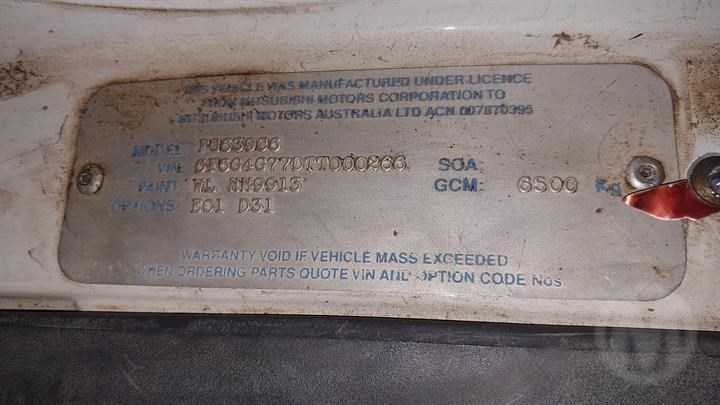 THIS VEHICLE WAS MANUFACTURED UNDER LICENCE
FROM MITSUBISHI MOTORS CORPORATION TO
MITSUBISHI MOTORS AUSTRALIA LTD ACN 007870395
MODEL:
VIN: SOA:
PAINT: WL HH9913 GCM: 6500 Kg
OPTIONS: E01 D31
WARRANTY VOID IF VEHICLE MASS EXCEEDED
WHEN ORDERING PARTS QUOTE VIN AND OPTION CODE Nos